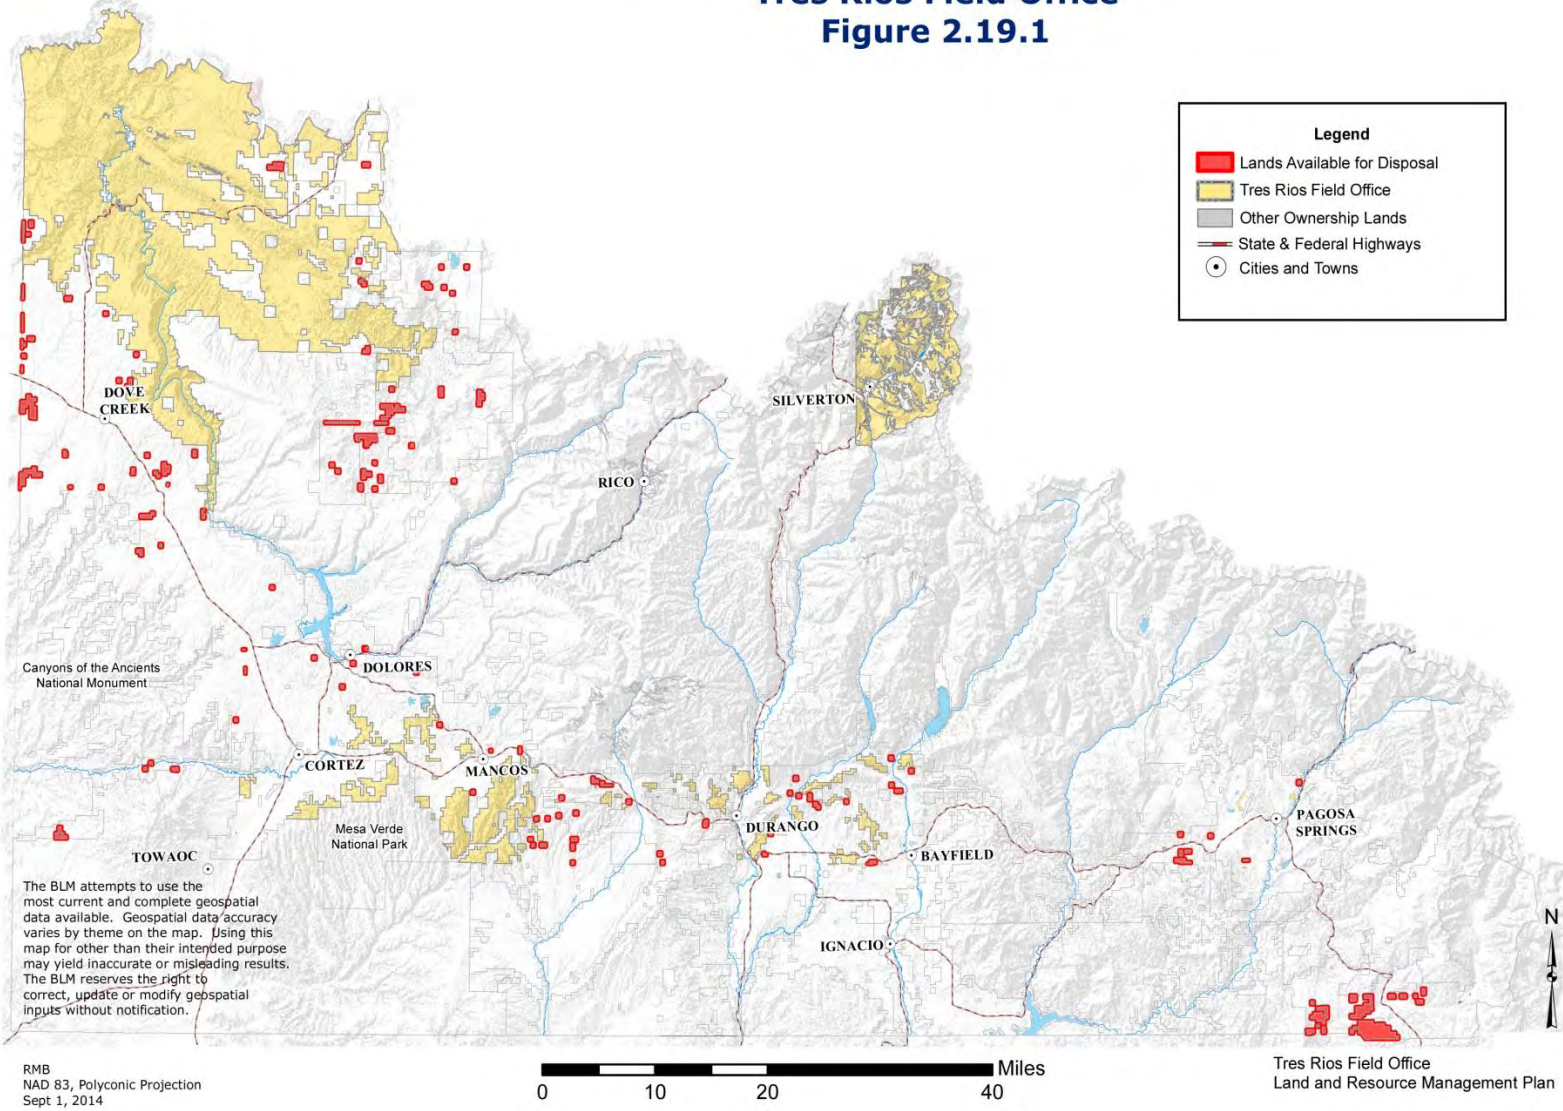 Tres Rios Field Office
Figure 2.19.1
Legend
Lands Available for Disposal
Tres Rios Field Office
Other Ownership Lands
State & Federal Highways
Cities and Towns
SILVERTON
DOVE
CREEK
RICO
Canyons of the Ancients
National Monument
DOLORES
CORTEZ
MANCOS
Mesa Verde
National Park
DURANGO
PAGOSA
SPRINGS
TOWAOC
BAYFIELD
IGNACIO
The BLM attempts to use the
most current and complete geospatial
data available. Geospatial data accuracy
varies by theme on the map. Using this
map for other than their intended purpose
may yield inaccurate or misleading results.
The BLM reserves the right to
correct, update or modify geospatial
inputs without notification.
N
RMB
NAD 83, Polyconic Projection
Sept 1, 2014
Miles
0 10 20 40
Tres Rios Field Office
Land and Resource Management Plan